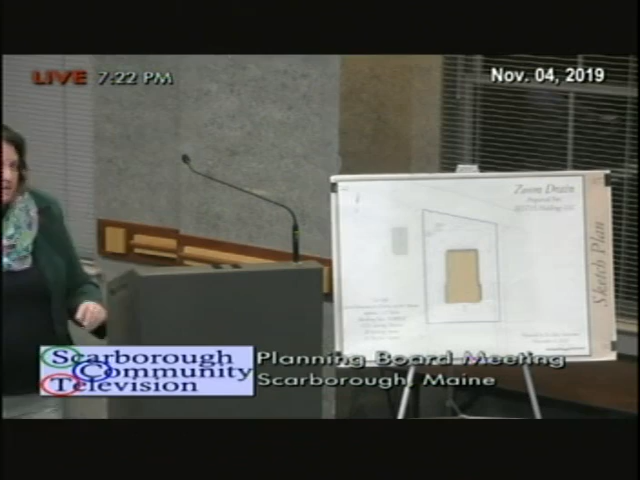 LIVE 7:22 PM
Nov. 04, 2019
Zoom Drain
Sketch Plan
Scarborough
Community
Television
Planning Board Meeting
Scarborough, Maine